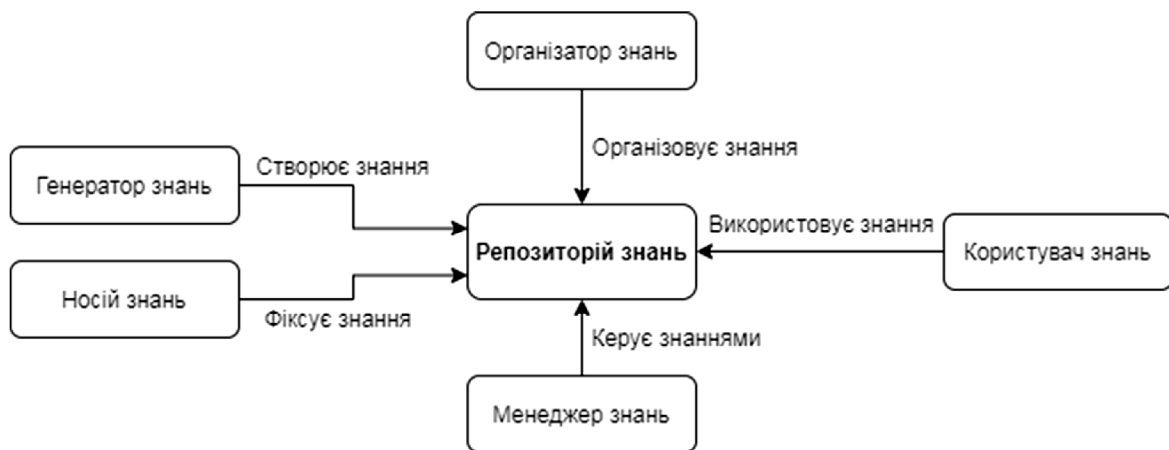 Організатор знань
Організовує знання
Створює знання
Генератор знань
Використовує знання
Репозиторій знань
Користувач знань
Носій знань
Фіксує знання
Керує знаннями
Менеджер знань